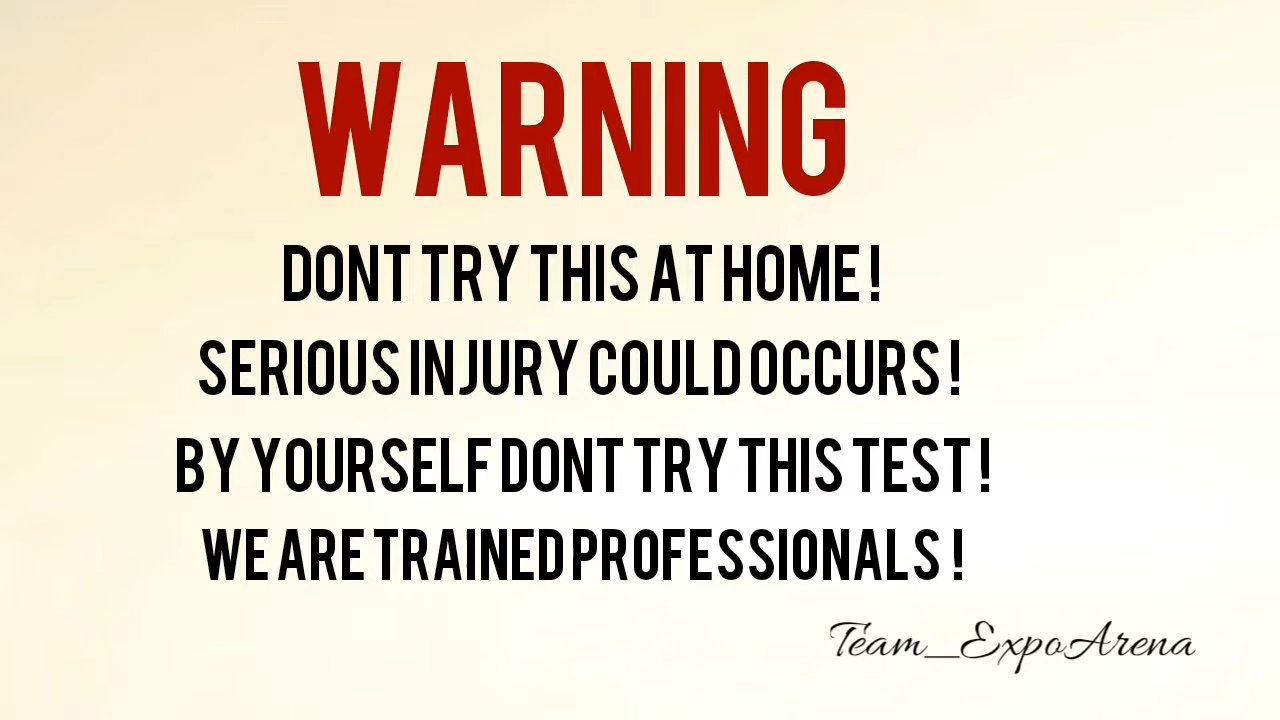 WARNING
DONT TRY THIS AT HOME !
SERIOUS INJURY COULD OCCURS !
BY YOURSELF DONT TRY THIS TEST !
WE ARE TRAINED PROFESSIONALS !
Team_ExpoArena